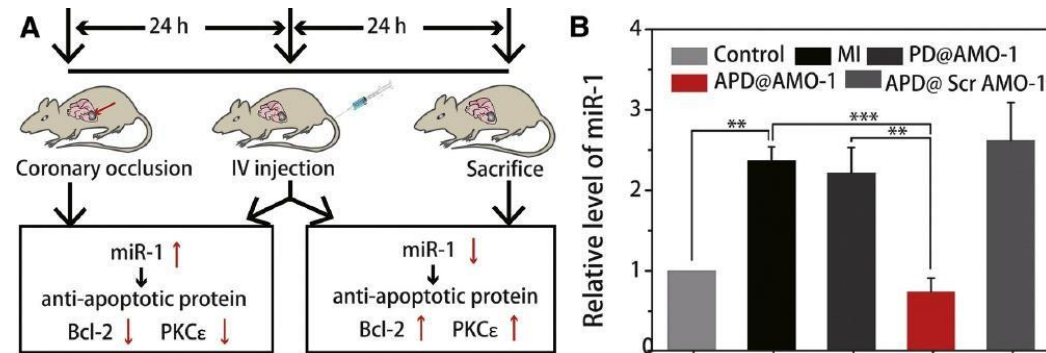 A
24 h
24 h
Coronary occlusion
IV injection
Sacrifice
miR-1 ↑
anti-apoptotic protein
Bcl-2 ↓ PKCε ↓
miR-1 ↓
anti-apoptotic protein
Bcl-2 ↑ PKCε ↑
B
Relative level of miR-1
4
3
2
1
0
Control MI PD@AMO-1
APD@AMO-1 APD@ Scr AMO-1
**
***
**